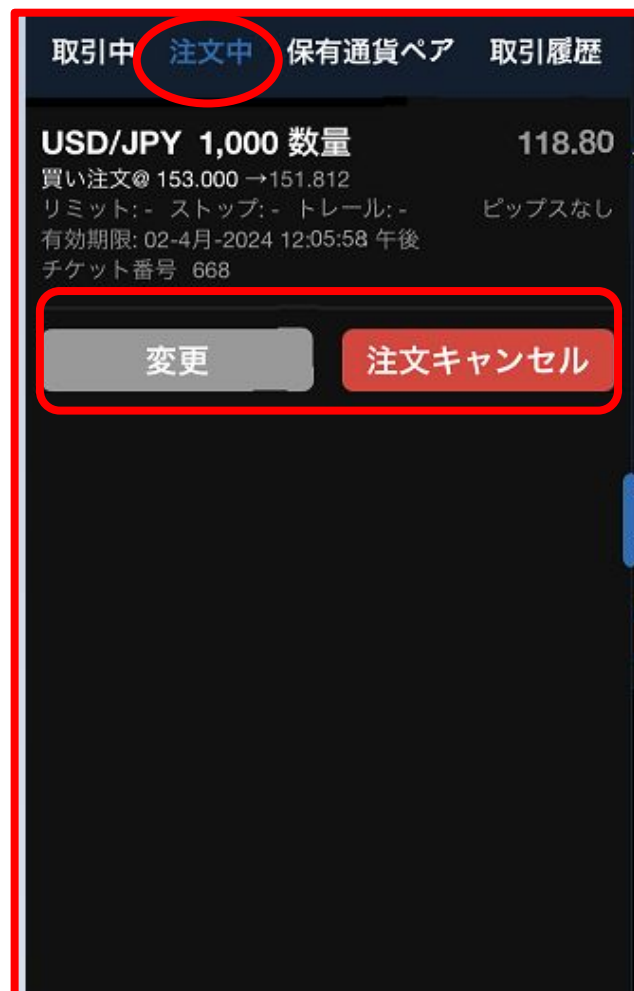 取引中 注文中 保有通貨ペア 取引履歴
USD/JPY 1,000 数量 118.80
買い注文@ 153.000 →151.812
リミット: - ストップ: - トレール: - ピップスなし
有効期限: 02-4月-2024 12:05:58 午後
チケット番号 668
変更 注文キャンセル